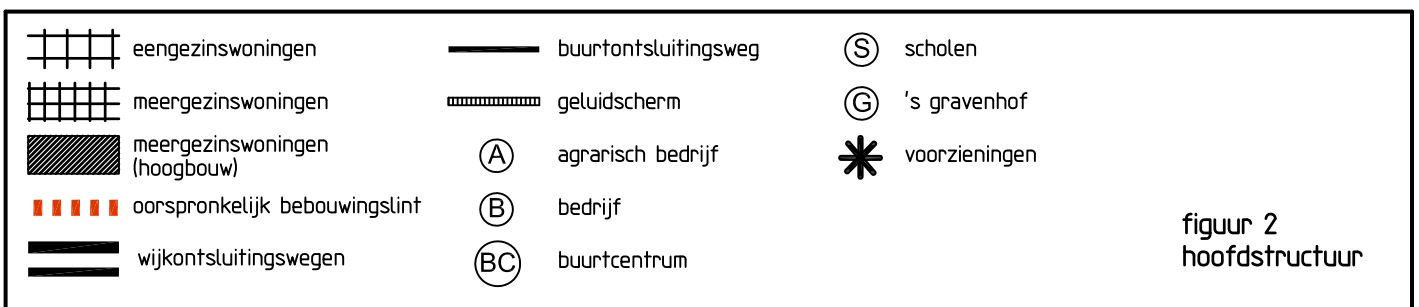 eengezinswoningen
meergezinswoningen
meergezinswoningen
(hoogbouw)
oorspronkelijk bebouwingslint
wijkontsluitingswegen
buurtontsluitingsweg
geluidscherm
A agrarisch bedrijf
B bedrijf
BC buurtcentrum
S scholen
G 's gravenhof
voorzieningen
figuur 2
hoofdstructuur